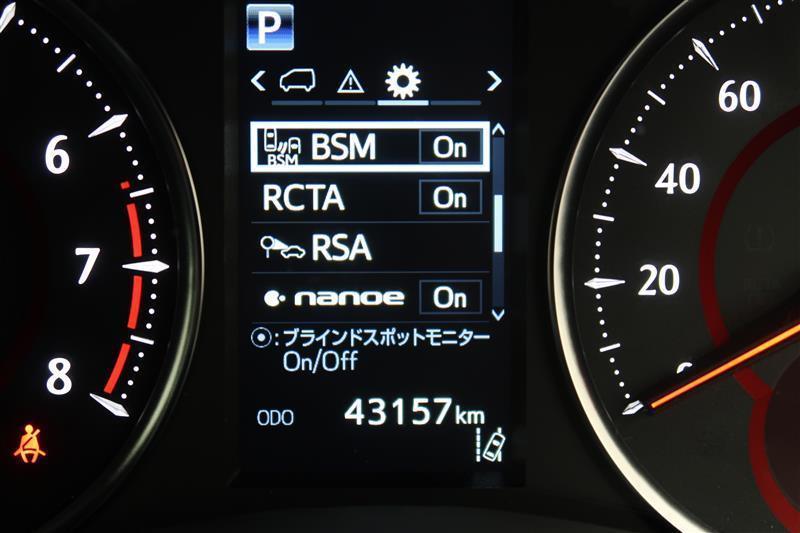 P
BSM
BSM On
RCTA On
RSA
nanoe On
:ブラインドスポットモニター
On/Off
ODO 43157km
6
7
8
60
40
20
0